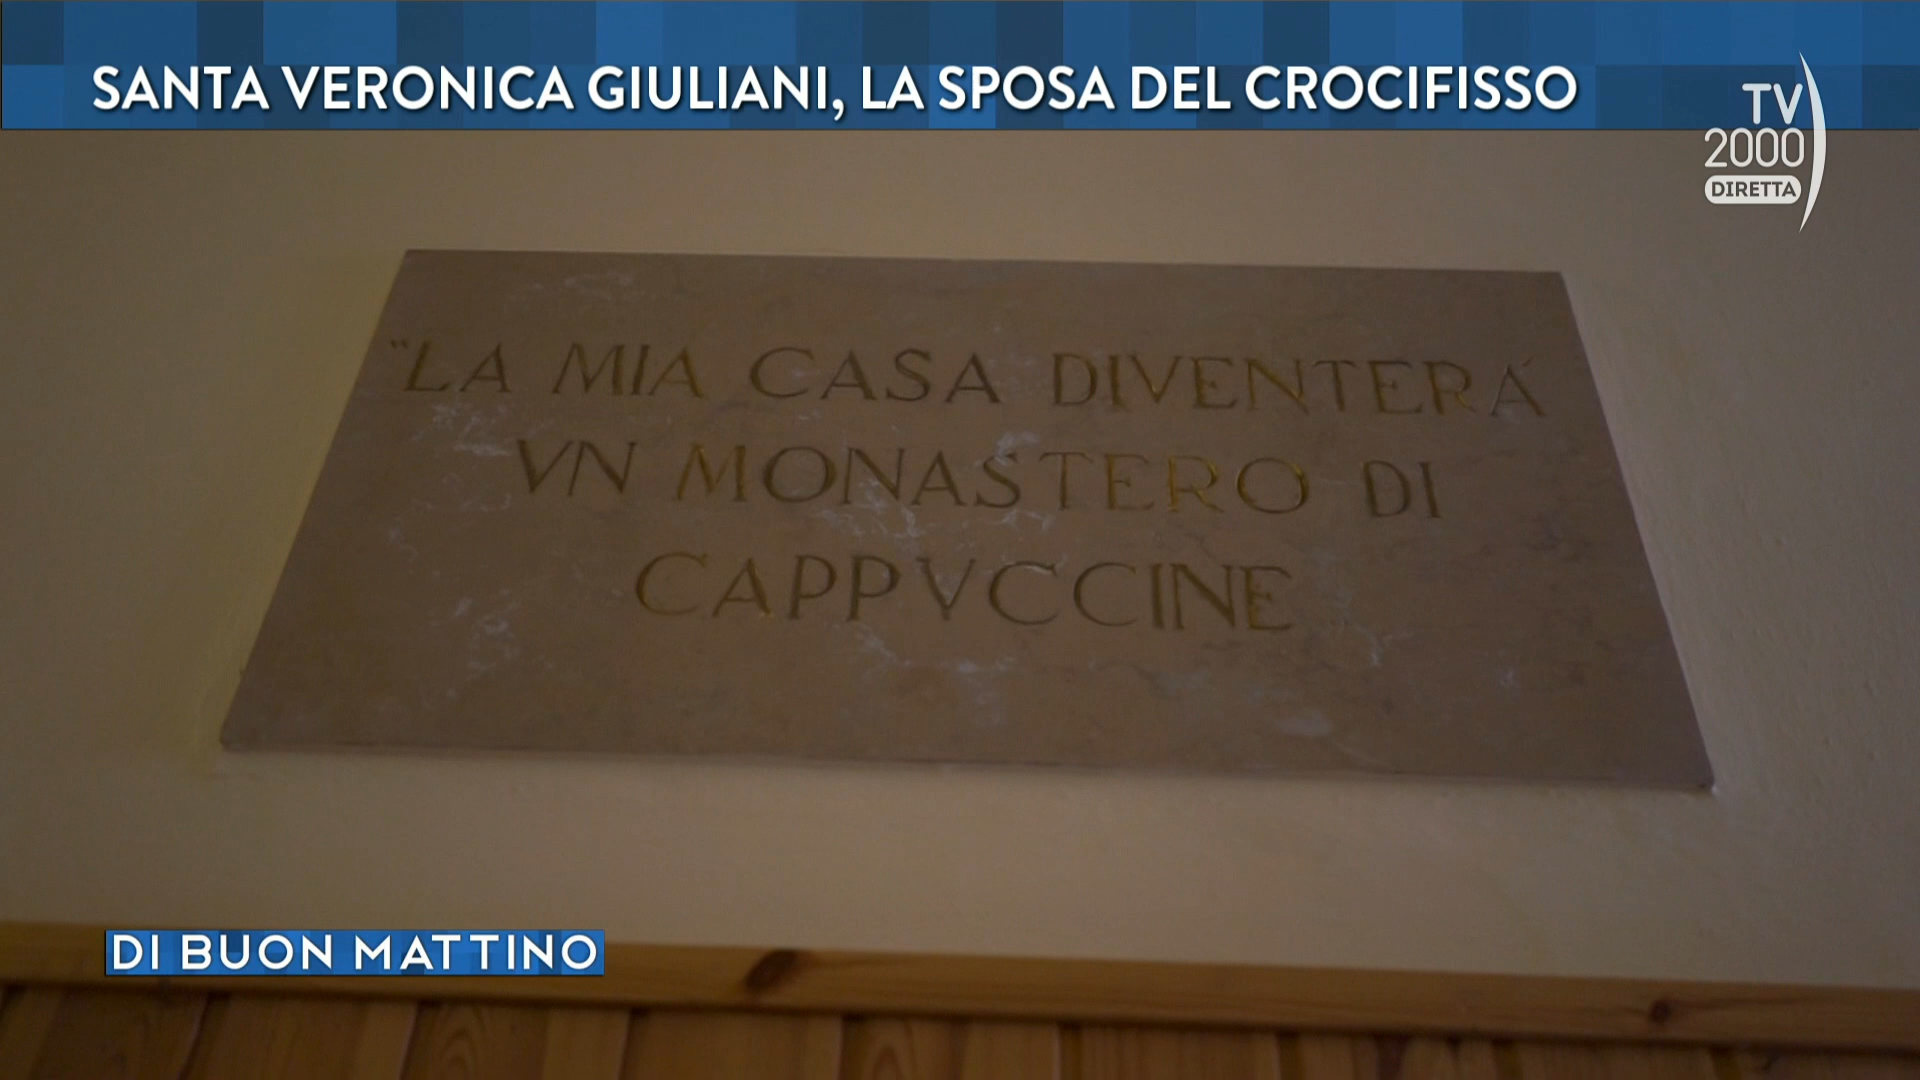 SANTA VERONICA GIULIANI, LA SPOSA DEL CROCIFISSO
TV
2000
DIRETTA
"LA MIA CASA DIVENTERÁ
VN MONASTERO DI
CAPPVCCINE
DI BUON MATTINO